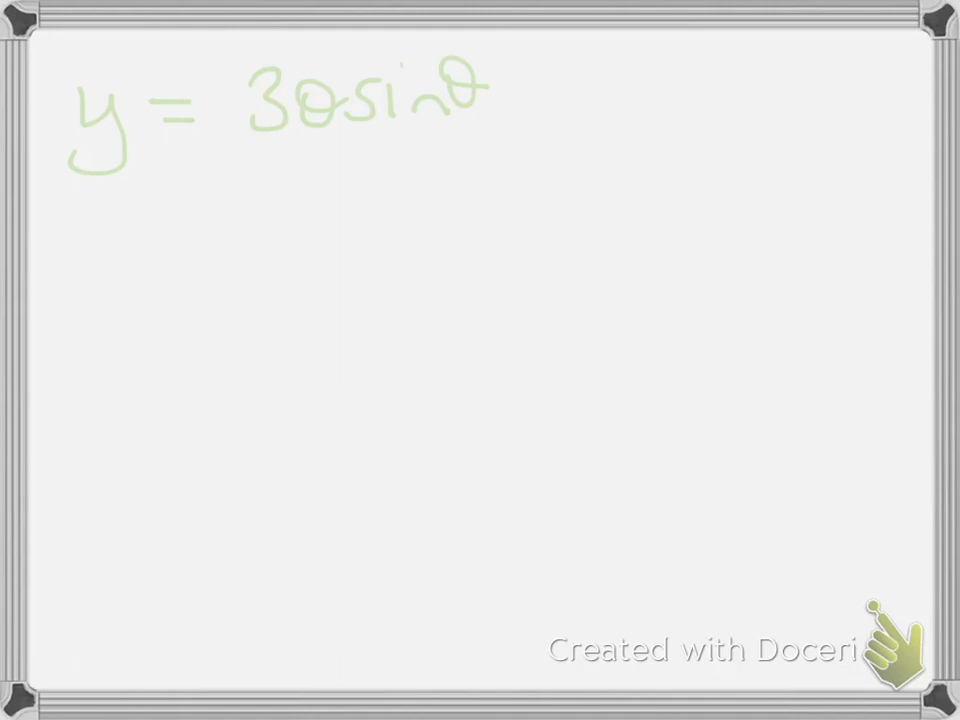 y = 3θsinθ
Created with Doceri